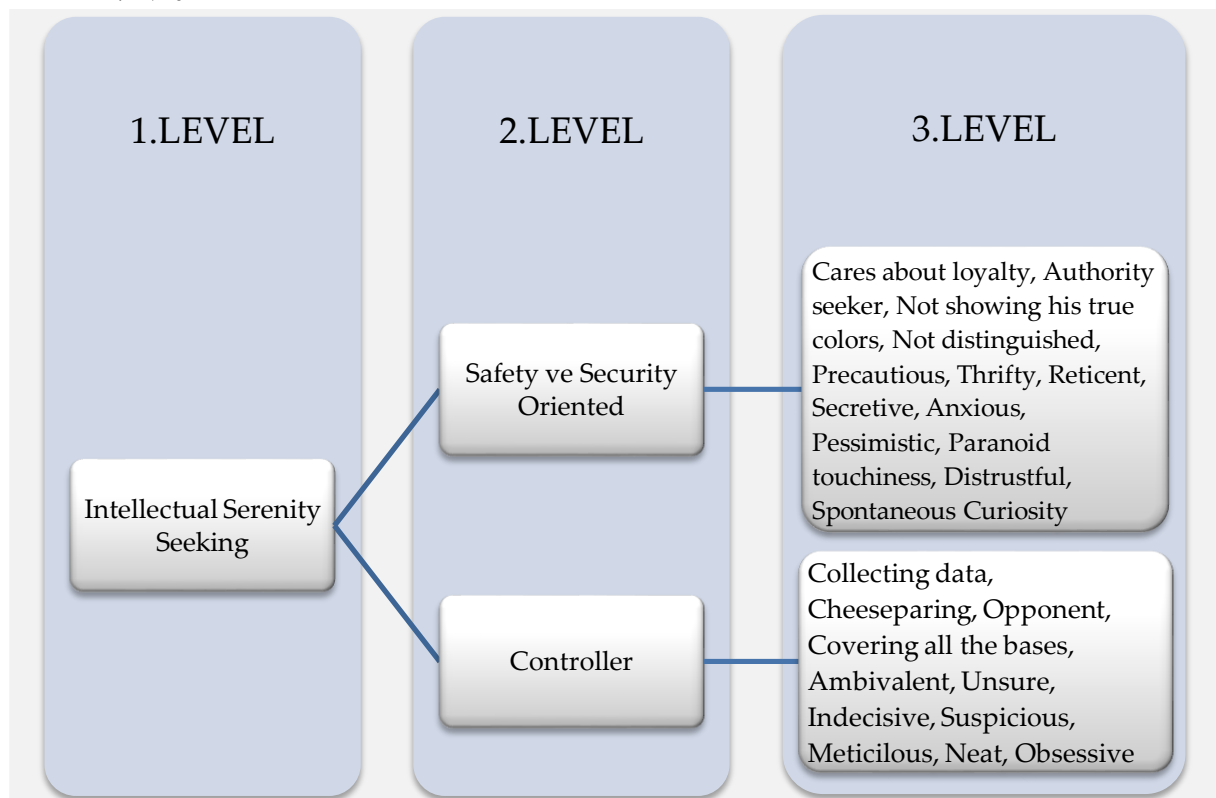 1.LEVEL
2.LEVEL
3.LEVEL
Intellectual Serenity
Seeking
Safety ve Security
Oriented
Controller
Cares about loyalty, Authority
seeker, Not showing his true
colors, Not distinguished,
Precautious, Thrifty, Reticent,
Secretive, Anxious,
Pessimistic, Paranoid
touchiness, Distrustful,
Spontaneous Curiosity
Collecting data,
Cheeseparing, Opponent,
Covering all the bases,
Ambivalent, Unsure,
Indecisive, Suspicious,
Meticilous, Neat, Obsessive